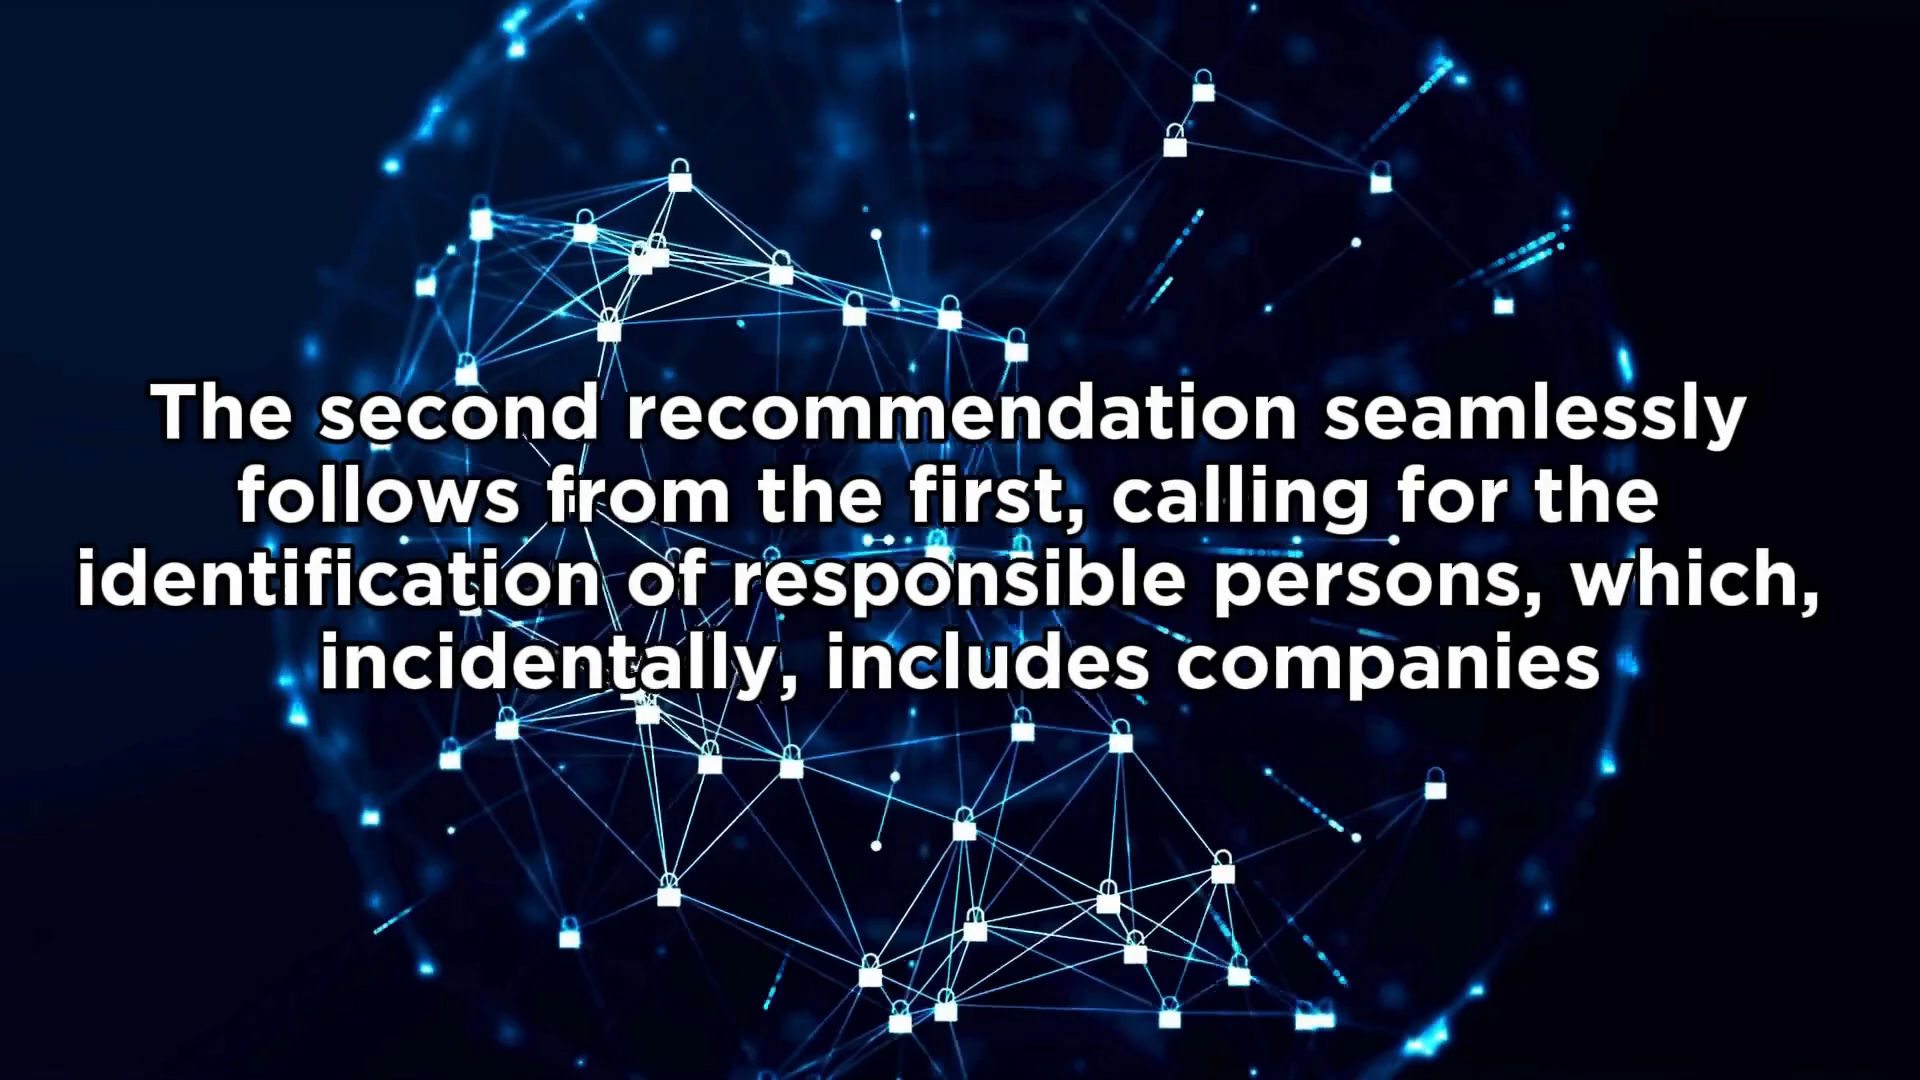 The second recommendation seamlessly
follows from the first, calling for the
identification of responsible persons, which,
incidentally, includes companies